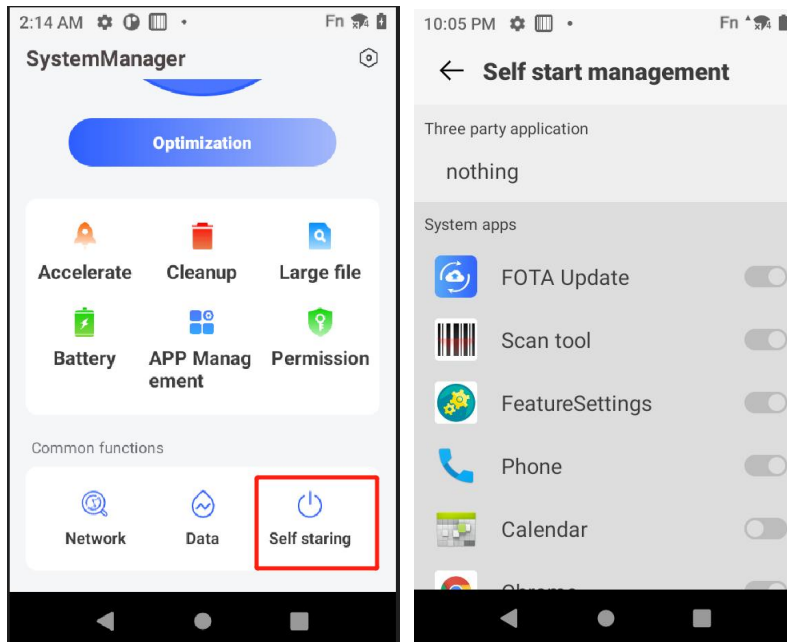 2:14 AM
Fn
SystemManager
Optimization
Accelerate
Cleanup
Large file
Battery
APP Manag
ement
Permission
Common functions
Network
Data
Self staring
10:05 PM
Fn
Self start management
Three party application
nothing
System apps
FOTA Update
Scan tool
FeatureSettings
Phone
Calendar
Chrome